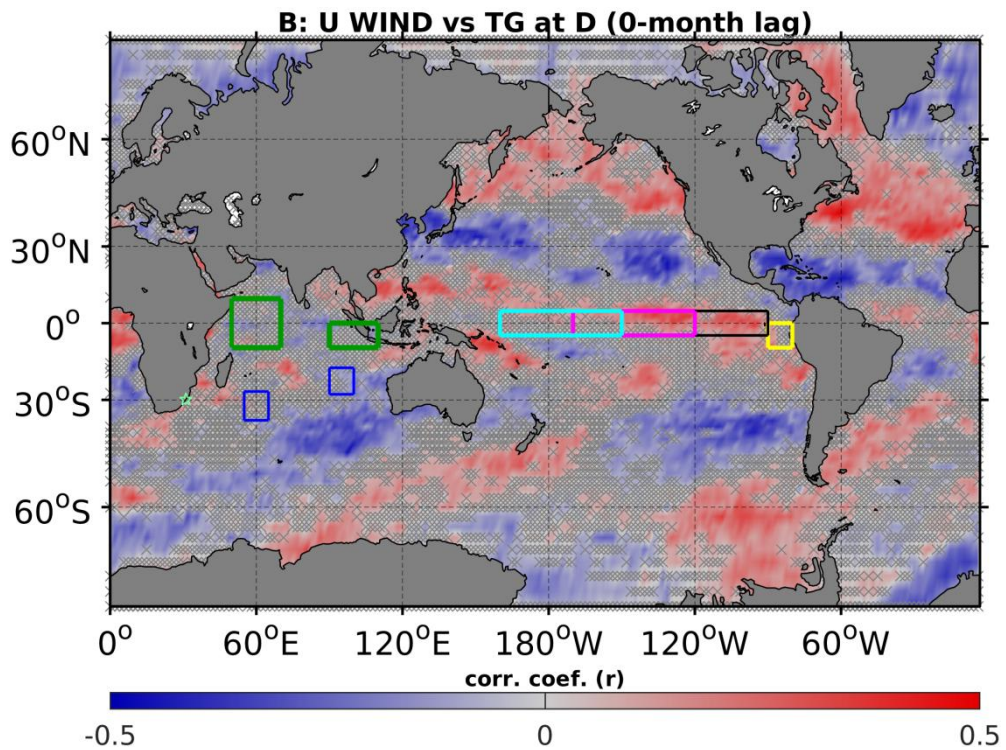 B: U WIND vs TG at D (0-month lag)
60°N
30°N
0°
30°S
60°S
0° 60°E 120°E 180°W 120°W 60°W
corr. coef. (r)
-0.5 0 0.5